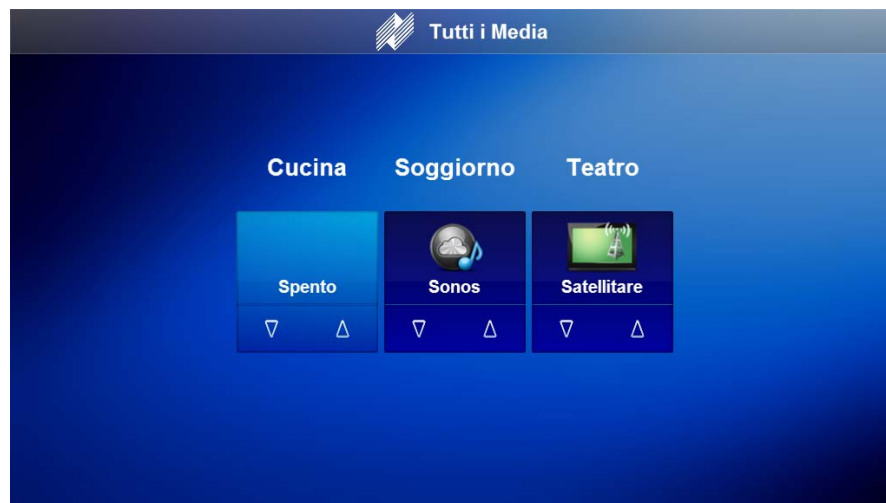 Tutti i Media
Cucina Soggiorno Teatro
Spento Sonos Satellitare